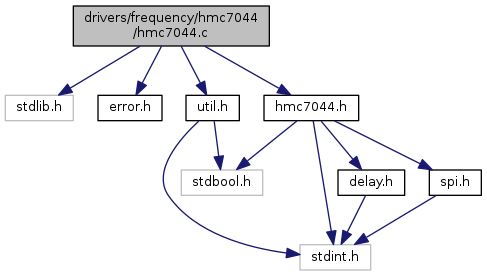 drivers/frequency/hmc7044
/hmc7044.c
stdlib.h
error.h
util.h
hmc7044.h
stdbool.h
delay.h
spi.h
stdint.h